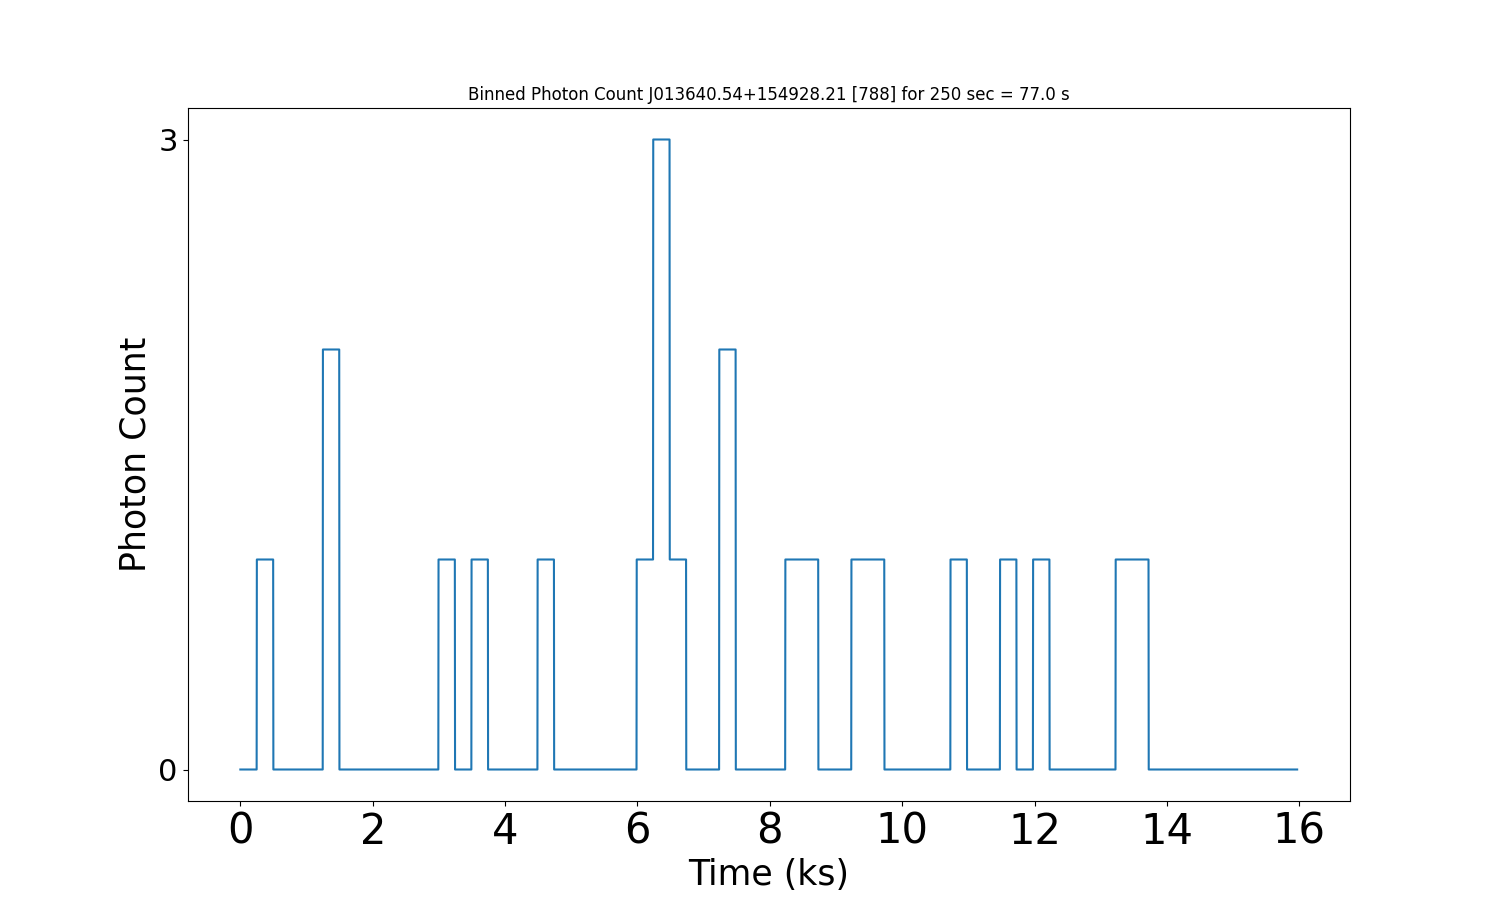 Binned Photon Count J013640.54+154928.21 [788] for 250 sec = 77.0 s
3
Photon Count
0
0 2 4 6 8 10 12 14 16
Time (ks)